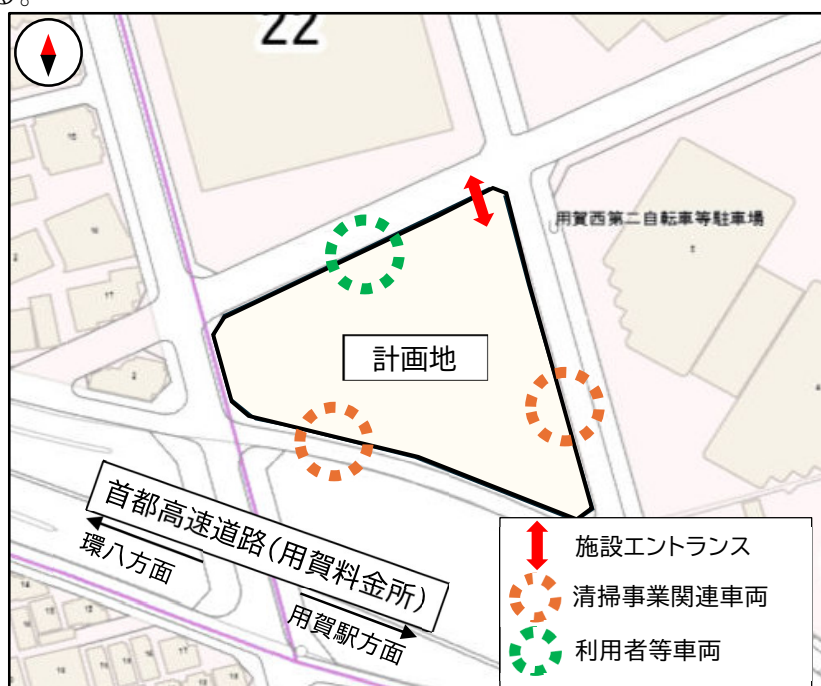 る。
22
用賀西第二自転車等駐車場
計画地
首都高速道路(用賀料金所)
環八方面
用賀駅方面
施設エントランス
清掃事業関連車両
利用者等車両